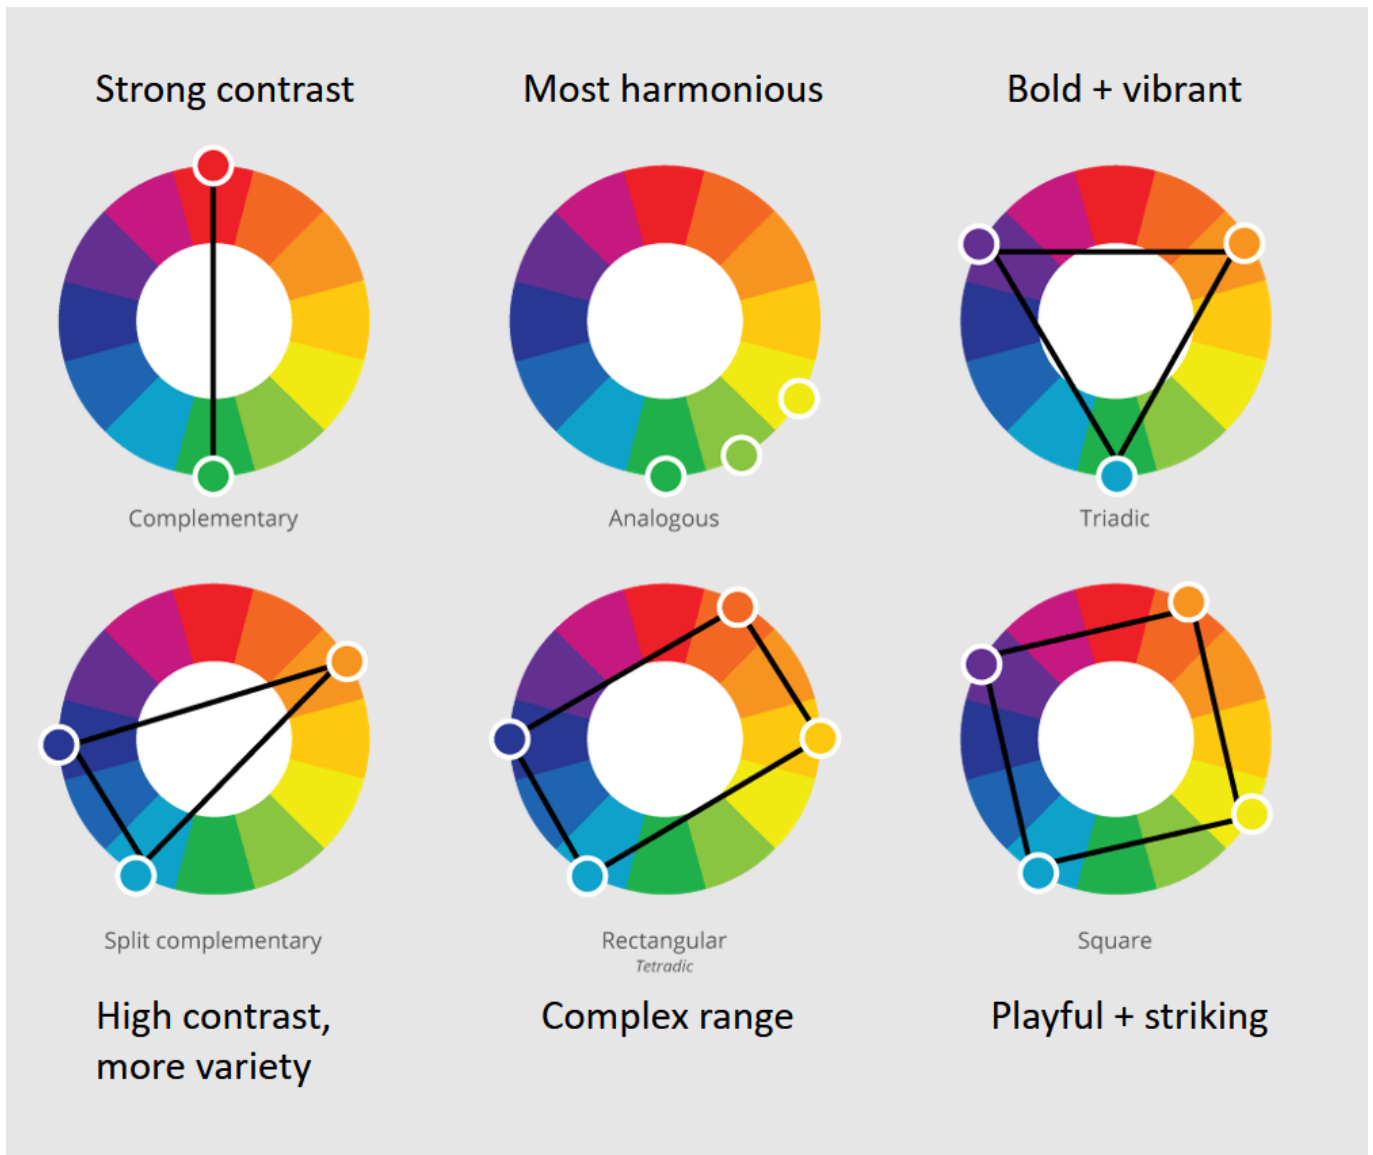 Strong contrast
Most harmonious
Bold + vibrant
Complementary
Analogous
Triadic
Split complementary
Rectangular
Tetradic
Square
High contrast,
more variety
Complex range
Playful + striking